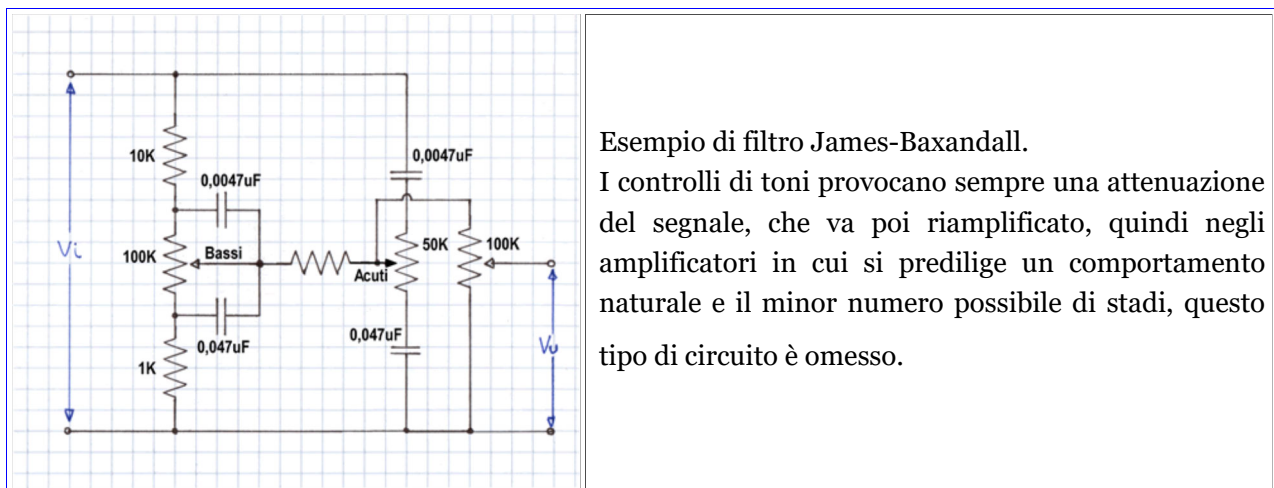 10K
0,0047uF
0,0047uF
Vi
100K
Bassi
50K
100K
Acuti
0,047uF
0,047uF
Vu
1K
Esempio di filtro James-Baxandall.
I controlli di toni provocano sempre una attenuazione
del segnale, che va poi riamplificato, quindi negli
amplificatori in cui si predilige un comportamento
naturale e il minor numero possibile di stadi, questo
tipo di circuito è omesso.